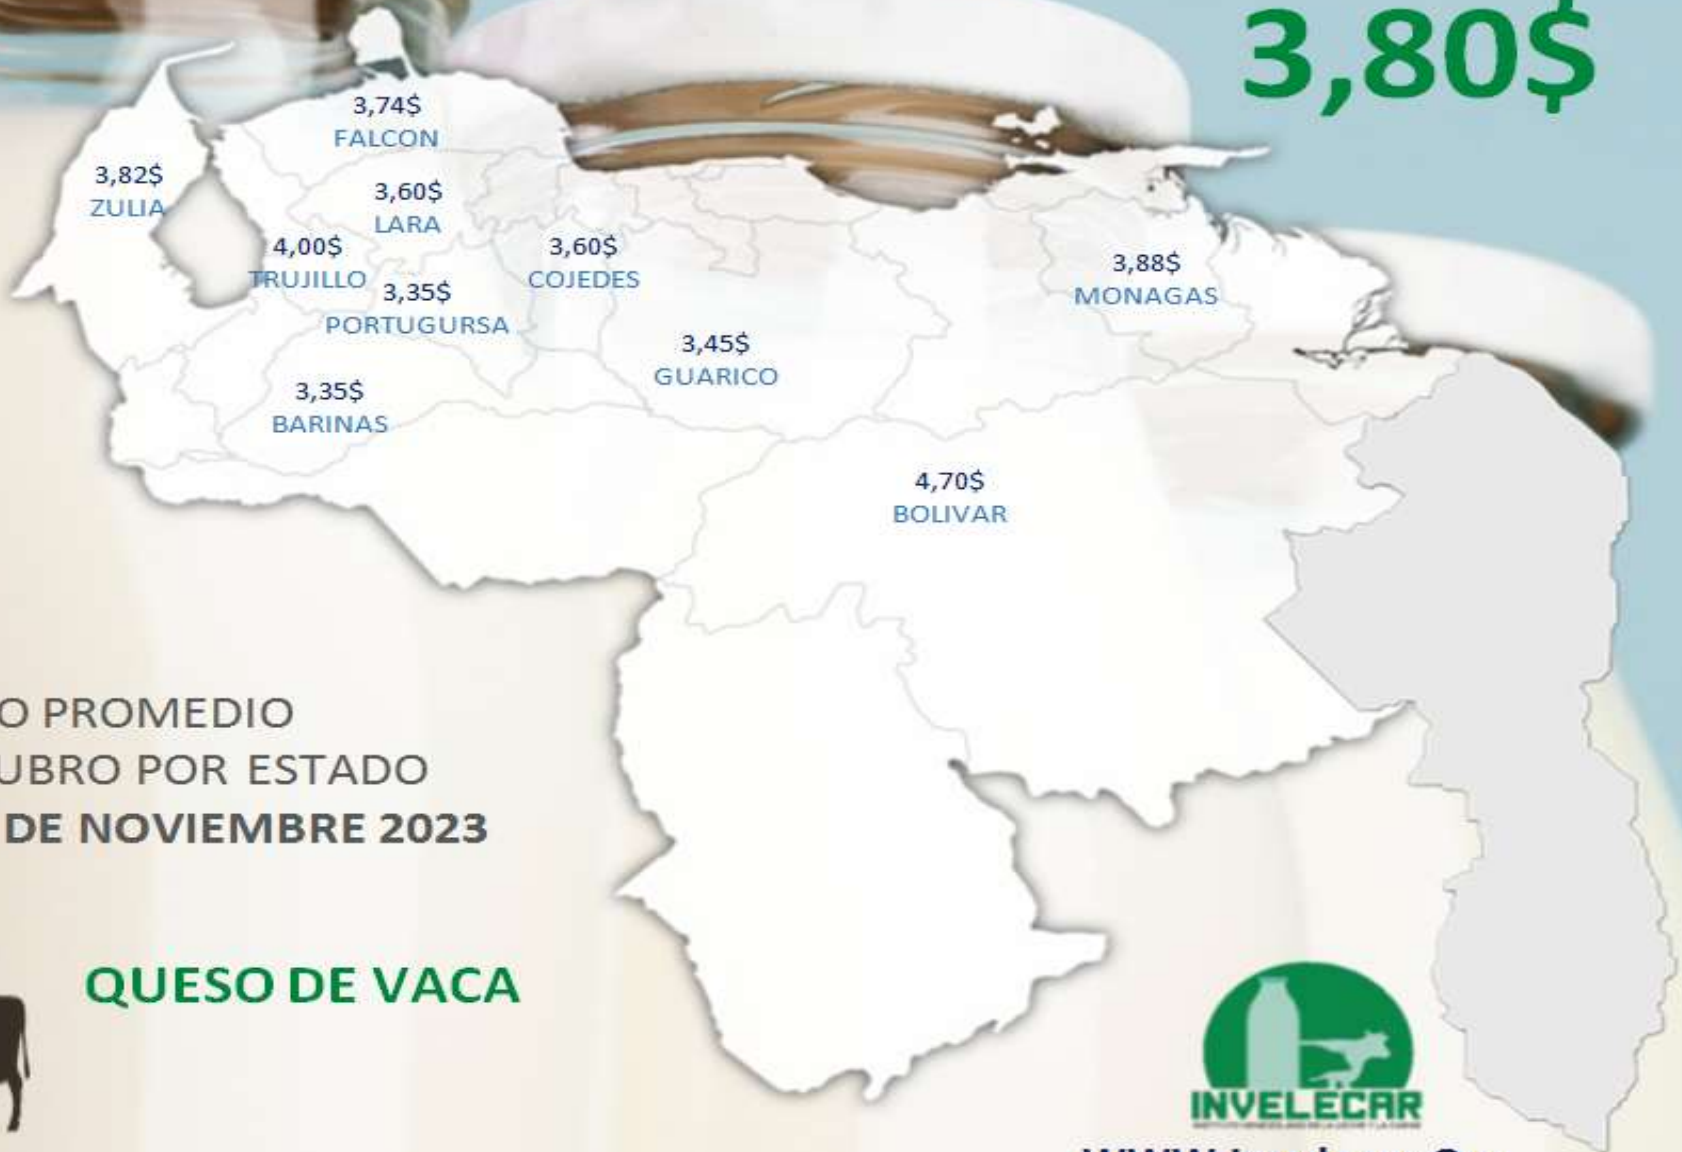 3,80$
3,74$
FALCON
3,82$
ZULIA
3,60$
LARA
4,00$
TRUJILLO
3,60$
COJEDES
3,88$
MONAGAS
3,35$
PORTUGURSA
3,45$
GUARICO
3,35$
BARINAS
4,70$
BOLIVAR
O PROMEDIO
UBRO POR ESTADO
DE NOVIEMBRE 2023
QUESO DE VACA
INVELECAR